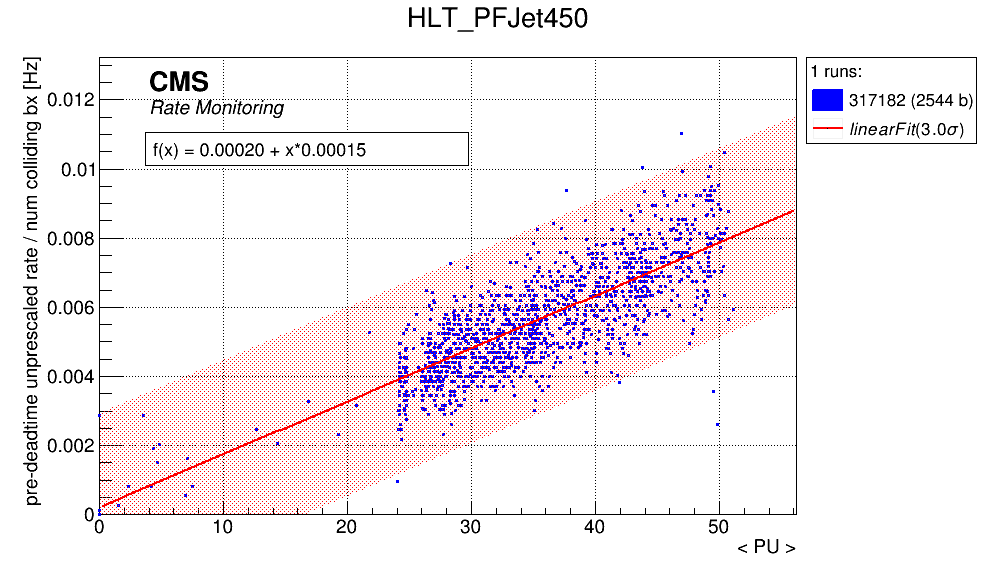 HLT_PFJet450
pre-deadtime unprescaled rate / num colliding bx [Hz]
CMS
Rate Monitoring
f(x) = 0.00020 + x*0.00015
0.012
0.01
0.008
0.006
0.004
0.002
0
0 10 20 30 40 50
< PU >
1 runs:
317182 (2544 b)
linearFit(3.0σ)